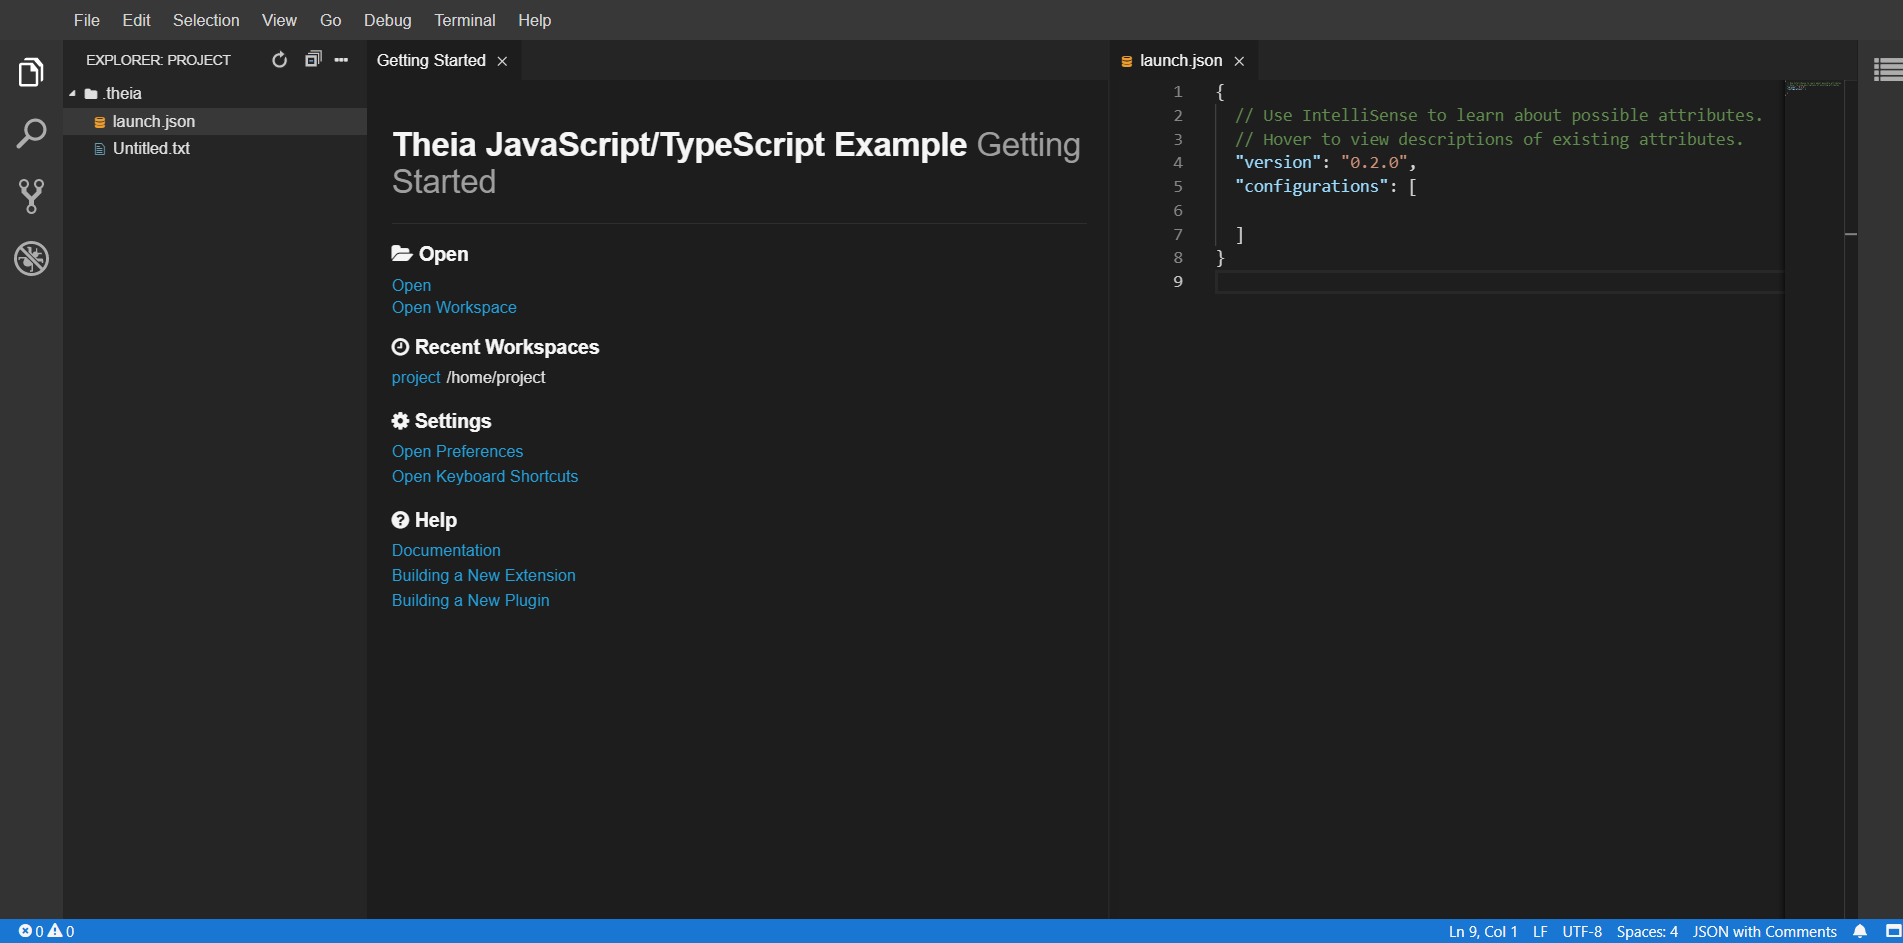 File Edit Selection View Go Debug Terminal Help
EXPLORER: PROJECT
.theia
launch.json
Untitled.txt
Getting Started
Theia JavaScript/TypeScript Example Getting
Started
Open
Open
Open Workspace
Recent Workspaces
project /home/project
Settings
Open Preferences
Open Keyboard Shortcuts
Help
Documentation
Building a New Extension
Building a New Plugin
launch.json
1 {
2 // Use IntelliSense to learn about possible attributes.
3 // Hover to view descriptions of existing attributes.
4 "version": "0.2.0",
5 "configurations": [
6
7 ]
8 }
9
0 0
Ln 9, Col 1 LF UTF-8 Spaces: 4 JSON with Comments